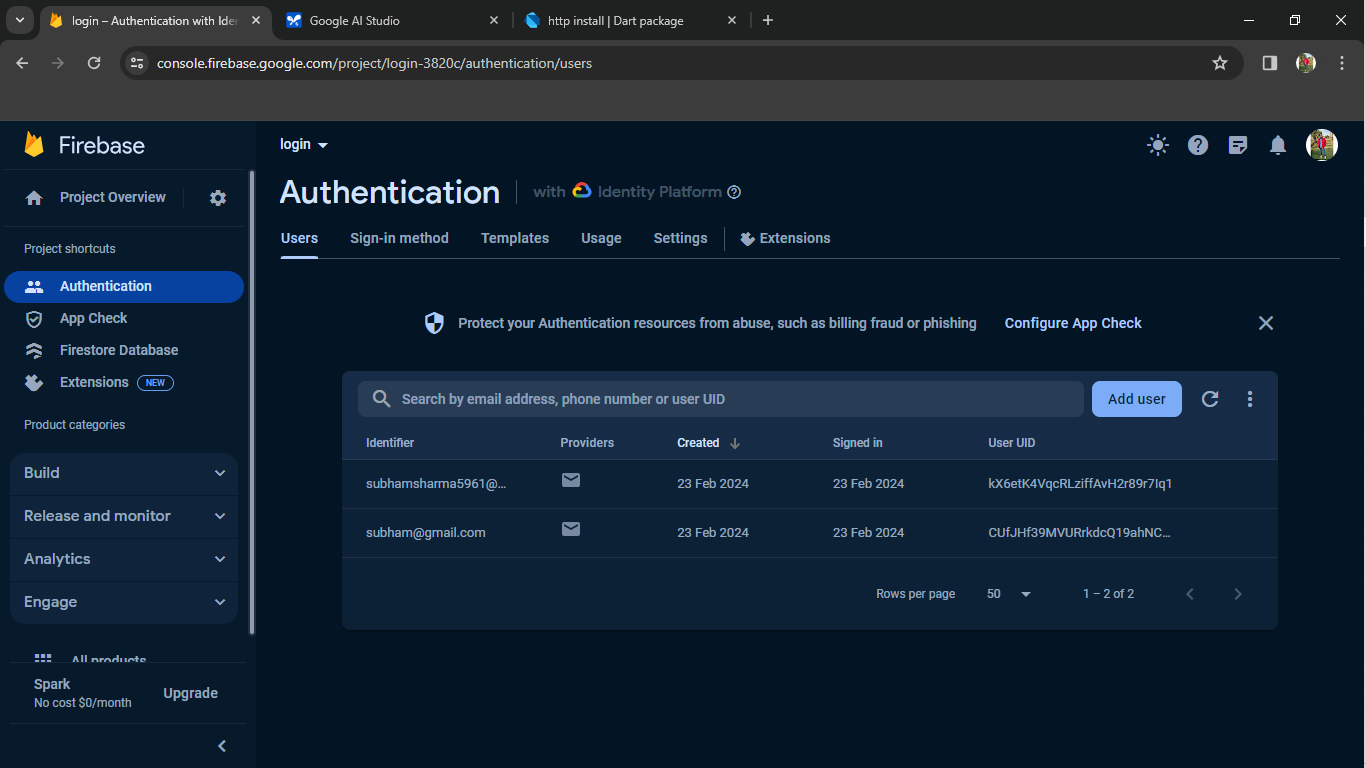 login – Authentication with Iden
Google AI Studio
http install | Dart package
console.firebase.google.com/project/login-3820c/authentication/users
Firebase
login
Project Overview
Authentication
with Identity Platform
Users Sign-in method Templates Usage Settings Extensions
Project shortcuts
Authentication
App Check
Firestore Database
Extensions NEW
Product categories
Build
Release and monitor
Analytics
Engage
All products
Spark
No cost $0/month
Upgrade
Protect your Authentication resources from abuse, such as billing fraud or phishing Configure App Check
Search by email address, phone number or user UID Add user
Identifier Providers Created Signed in User UID
subhamsharma5961@... 23 Feb 2024 23 Feb 2024 kX6etK4VqcRLziffAvH2r89r7Iq1
subham@gmail.com 23 Feb 2024 23 Feb 2024 CUfJHf39MVURrkdcQ19ahNC...
Rows per page 50 1 – 2 of 2